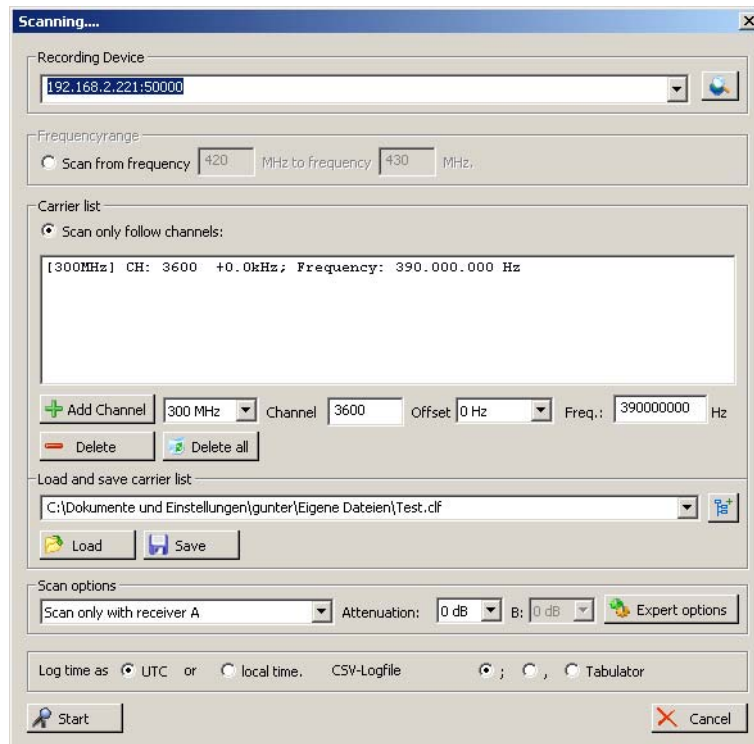 Scanning....
Recording Device
192.168.2.221:50000
Frequencyrange
Scan from frequency 420 MHz to frequency 430 MHz.
Carrier list
Scan only follow channels:
[300MHz] CH: 3600 +0.0kHz; Frequency: 390.000.000 Hz
Add Channel 300 MHz Channel 3600 Offset 0 Hz Freq.: 390000000 Hz
Delete Delete all
Load and save carrier list
C:\Dokumente und Einstellungen\gunter\Eigene Dateien\Test.clf
Load Save
Scan options
Scan only with receiver A Attenuation: 0 dB B: 0 dB Expert options
Log time as UTC or local time. CSV-Logfile ; , Tabulator
Start Cancel